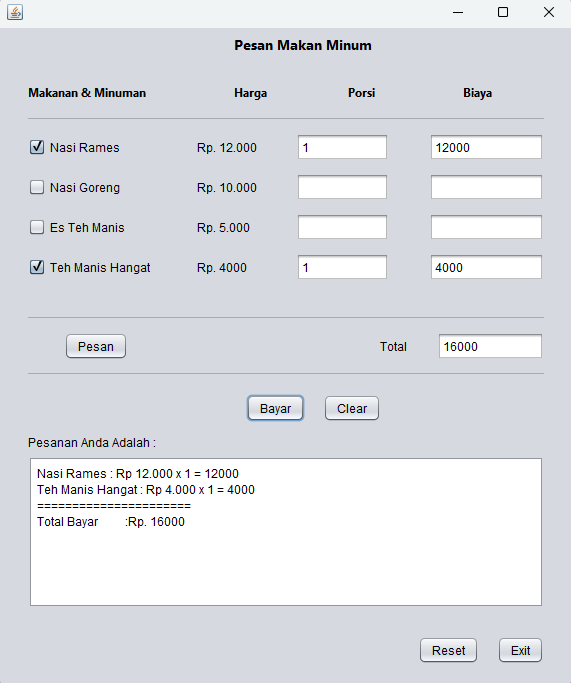 Pesan Makan Minum
Makanan & Minuman Harga Porsi Biaya
Nasi Rames Rp. 12.000 1 12000
Nasi Goreng Rp. 10.000
Es Teh Manis Rp. 5.000
Teh Manis Hangat Rp. 4000 1 4000
Pesan Total 16000
Bayar Clear
Pesanan Anda Adalah :
Nasi Rames : Rp 12.000 x 1 = 12000
Teh Manis Hangat : Rp 4.000 x 1 = 4000
======================
Total Bayar :Rp. 16000
Reset Exit